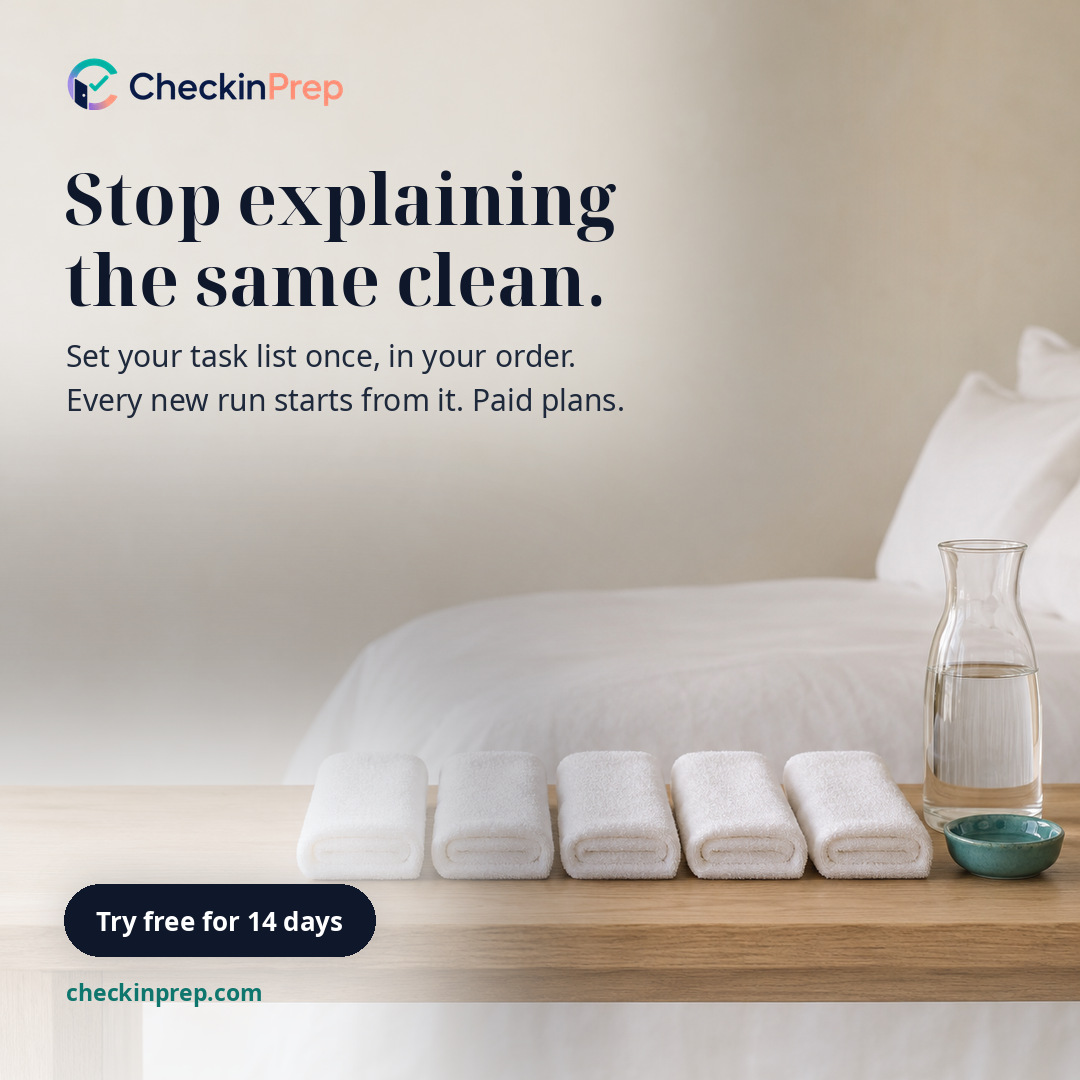 CheckinPrep
Stop explaining
the same clean.
Set your task list once, in your order.
Every new run starts from it. Paid plans.
Try free for 14 days
checkinprep.com